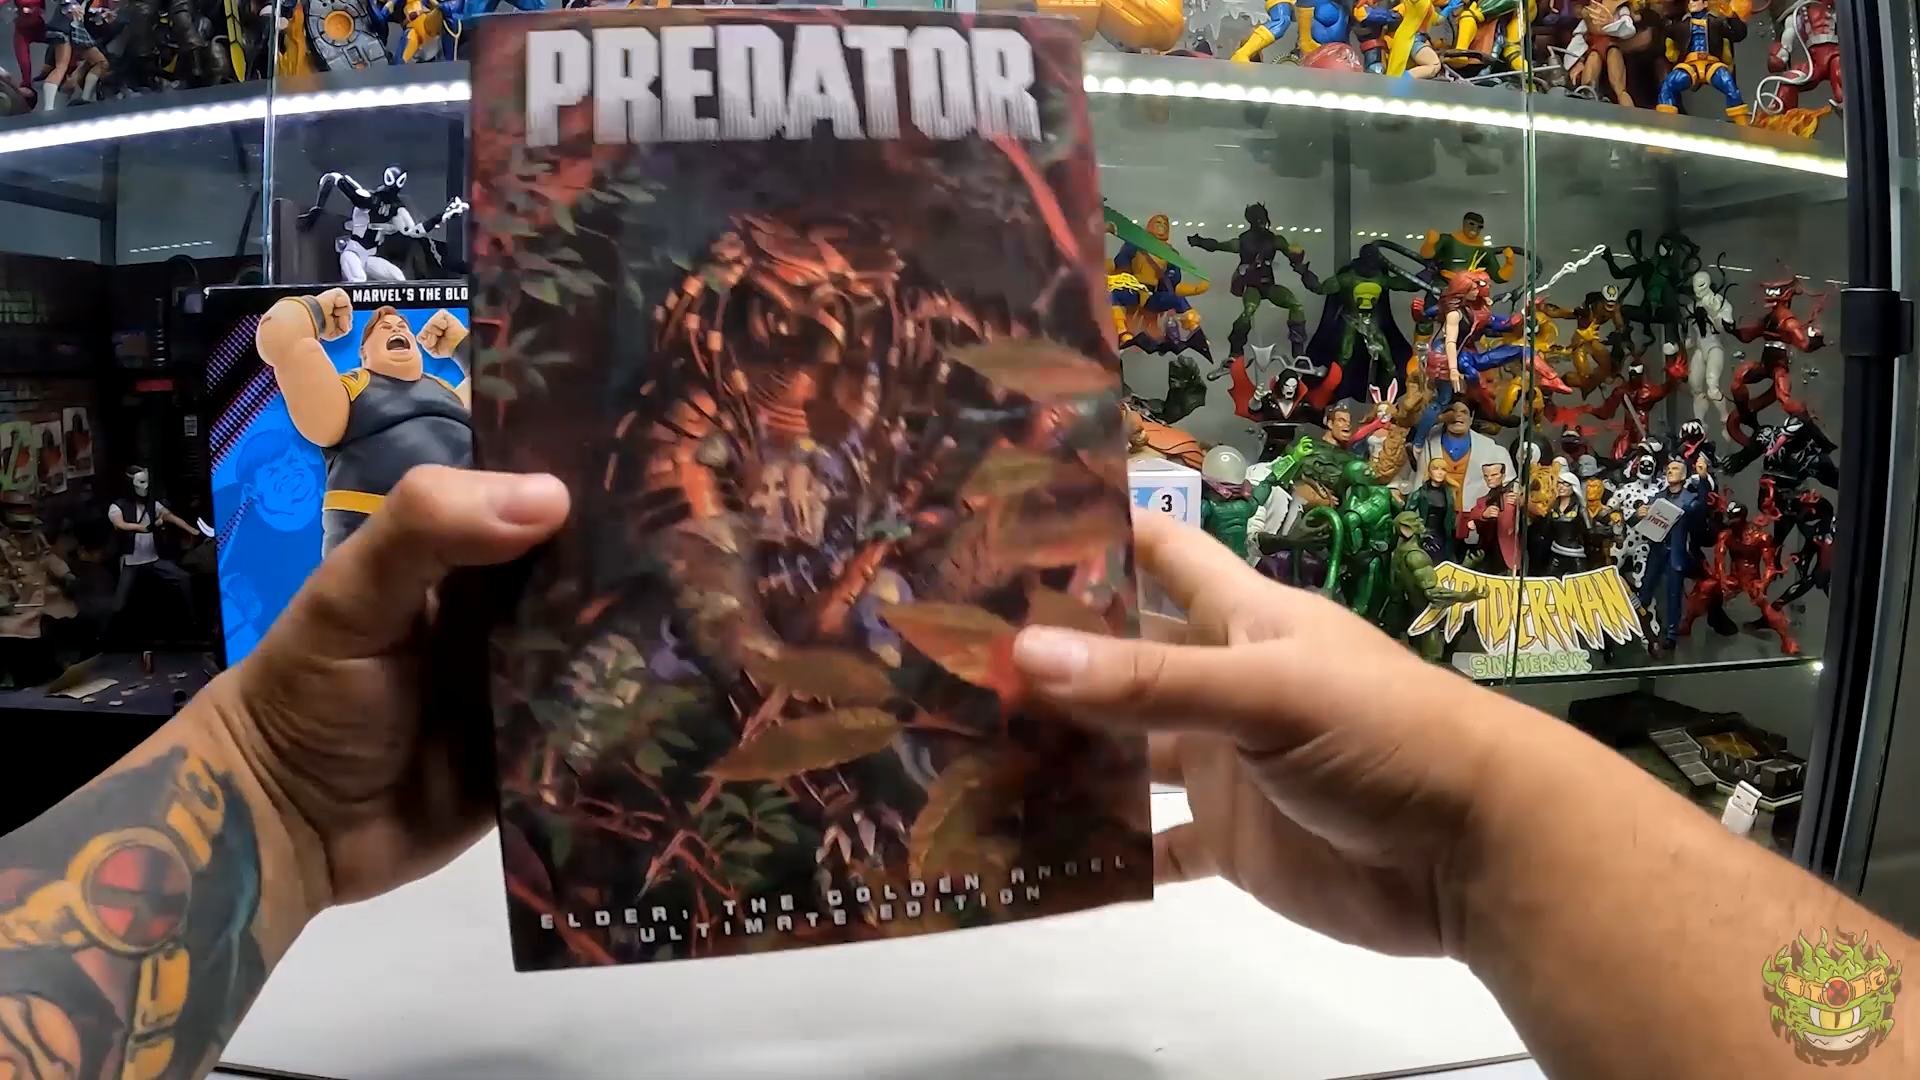 PREDATOR
MARVEL'S THE BLO
3
SPIDER-MAN
SINISTER SIX
ELDER: THE GOLDEN ANGEL
ULTIMATE EDITION